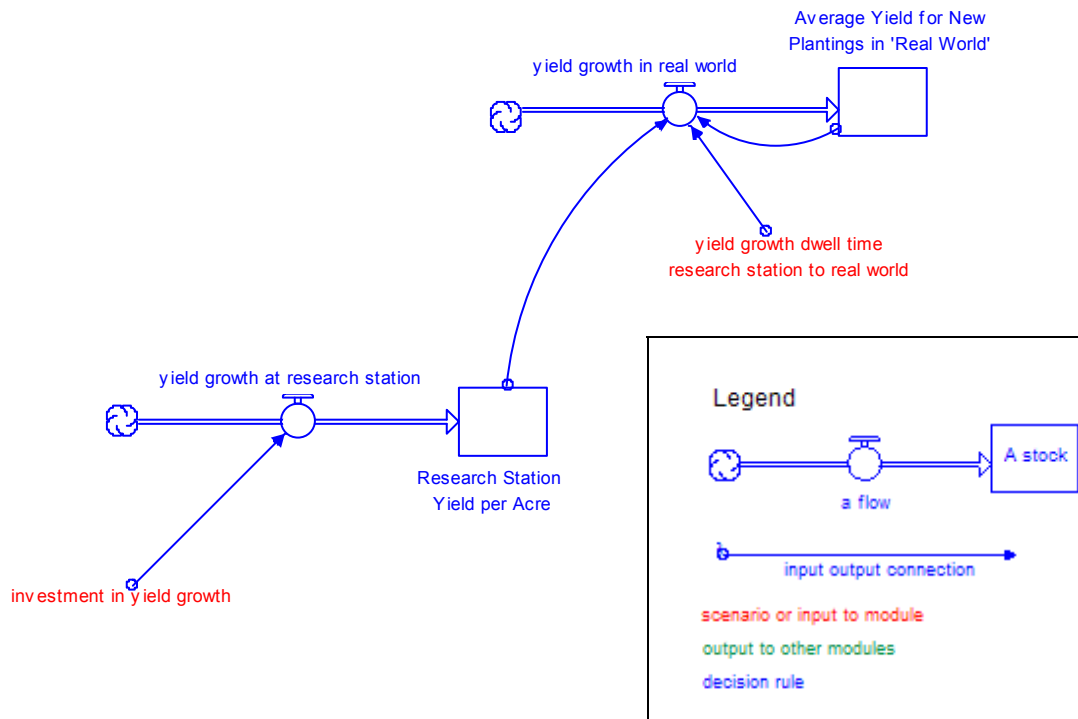 Average Yield for New
Plantings in 'Real World'
yield growth in real world
yield growth dwell time
research station to real world
yield growth at research station
Research Station
Yield per Acre
investment in yield growth
Legend
A stock
a flow
input output connection
scenario or input to module
output to other modules
decision rule